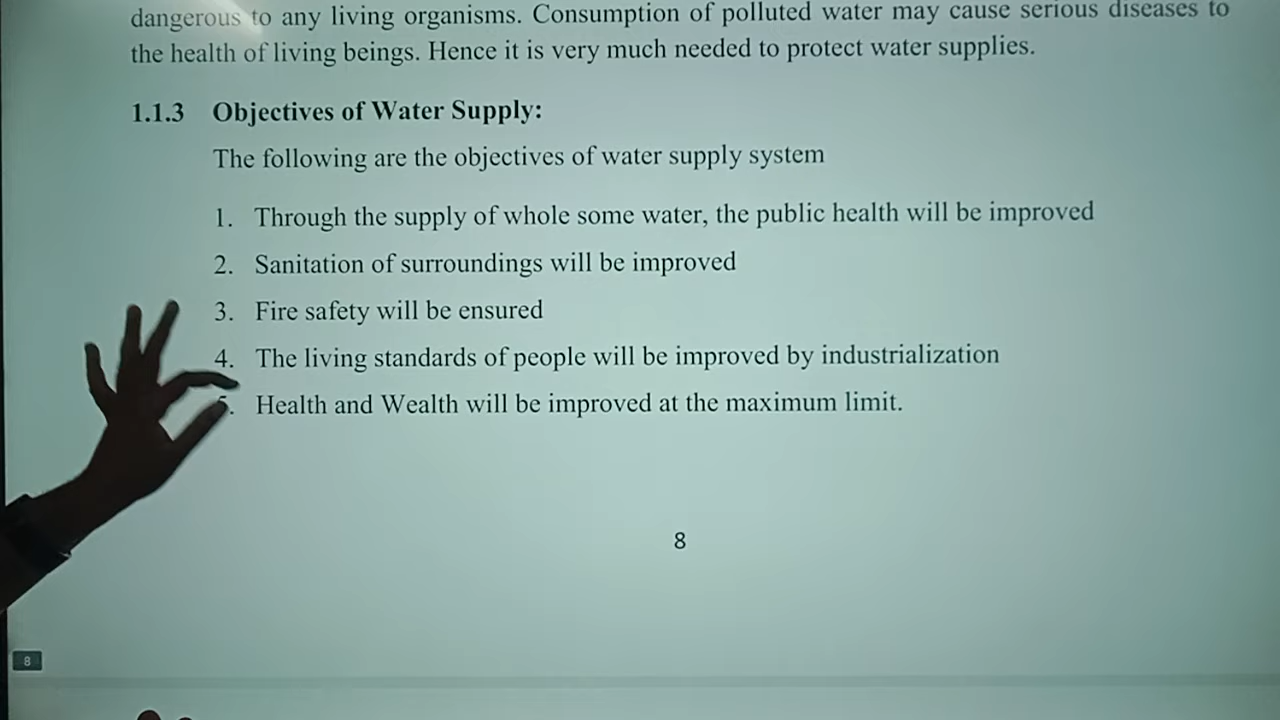 dangerous to any living organisms. Consumption of polluted water may cause serious diseases to
the health of living beings. Hence it is very much needed to protect water supplies.
1.1.3 Objectives of Water Supply:
The following are the objectives of water supply system
1. Through the supply of whole some water, the public health will be improved
2. Sanitation of surroundings will be improved
3. Fire safety will be ensured
4. The living standards of people will be improved by industrialization
5. Health and Wealth will be improved at the maximum limit.
8
8